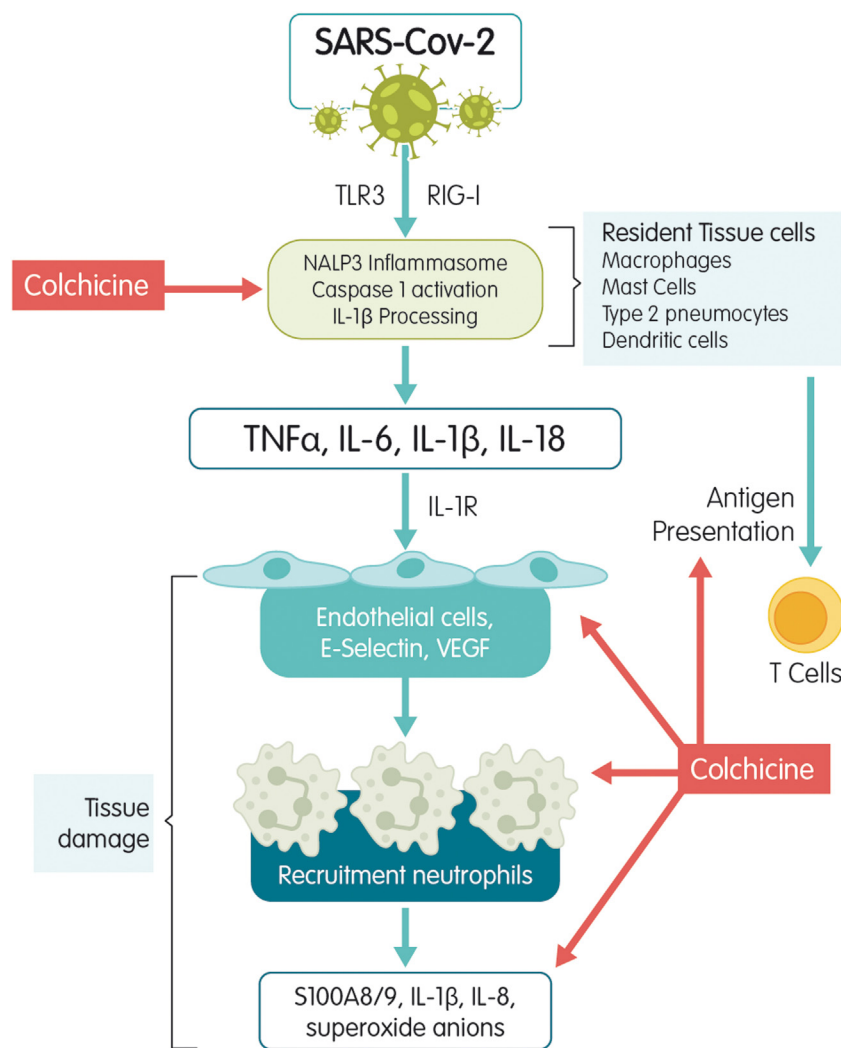 SARS-Cov-2
TLR3
RIG-I
Colchicine
NALP3 Inflammasome
Caspase 1 activation
IL-1β Processing
Resident Tissue cells
Macrophages
Mast Cells
Type 2 pneumocytes
Dendritic cells
TNFα, IL-6, IL-1β, IL-18
IL-1R
Antigen
Presentation
Endothelial cells,
E-Selectin, VEGF
T Cells
Colchicine
Tissue
damage
Recruitment neutrophils
S100A8/9, IL-1β, IL-8,
superoxide anions